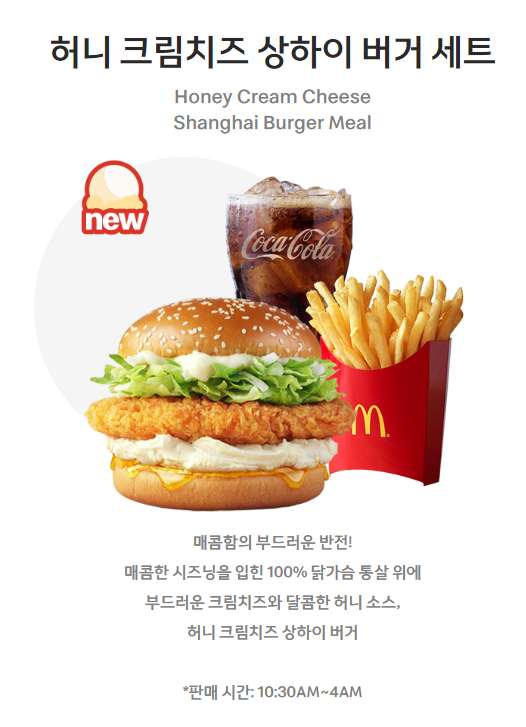 허니 크림치즈 상하이 버거 세트
Honey Cream Cheese
Shanghai Burger Meal
new
Coca-Cola
매콤함의 부드러운 반전!
매콤한 시즈닝을 입힌 100% 닭가슴 통살 위에
부드러운 크림치즈와 달콤한 허니 소스,
허니 크림치즈 상하이 버거
*판매 시간: 10:30AM~4AM